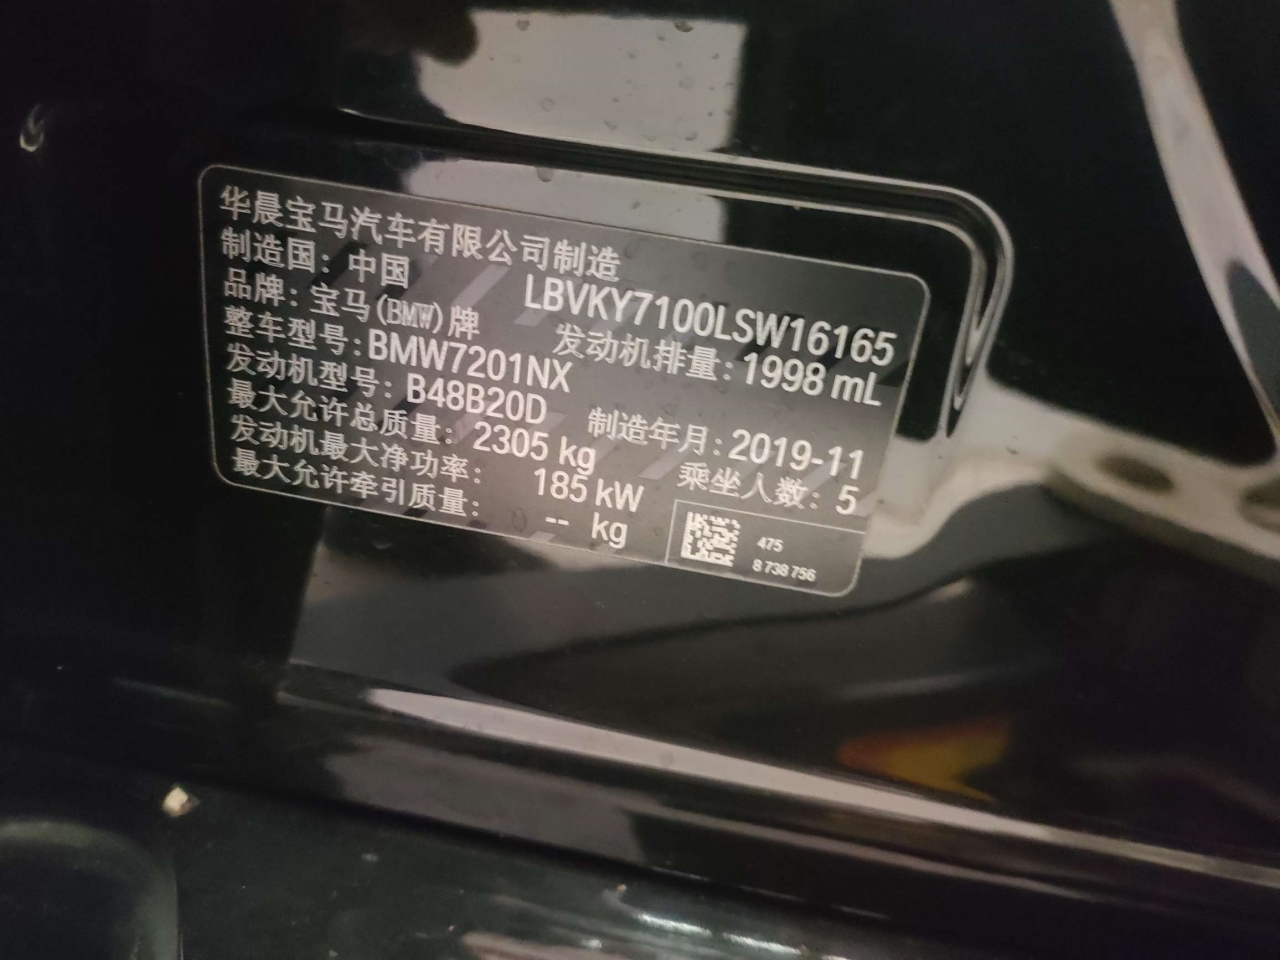 华晨宝马汽车有限公司制造
制造国：中国
LBVKY7100LSW16165
品牌：宝马(BMW)牌
发动机排量：1998 mL
整车型号：BMW7201NX
发动机型号：B48B20D
制造年月：2019-11
最大允许总质量：2305 kg
乘坐人数：5
发动机最大净功率：185 kW
最大允许牵引质量：-- kg
475
8 738 756